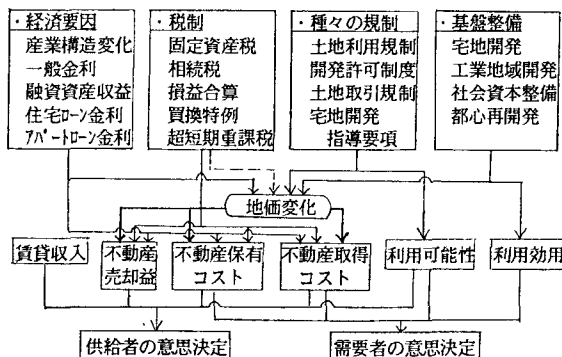 ・経済要因
産業構造変化
一般金利
融資資産収益
住宅ローン金利
アパートローン金利
・税制
固定資産税
相続税
損益合算
買換特例
超短期重課税
・種々の規制
土地利用規制
開発許可制度
土地取引規制
宅地開発
指導要項
・基盤整備
宅地開発
工業地域開発
社会資本整備
都心再開発
地価変化
賃貸収入
不動産
売却益
不動産保有
コスト
不動産取得
コスト
利用可能性
利用効用
供給者の意思決定
需要者の意思決定